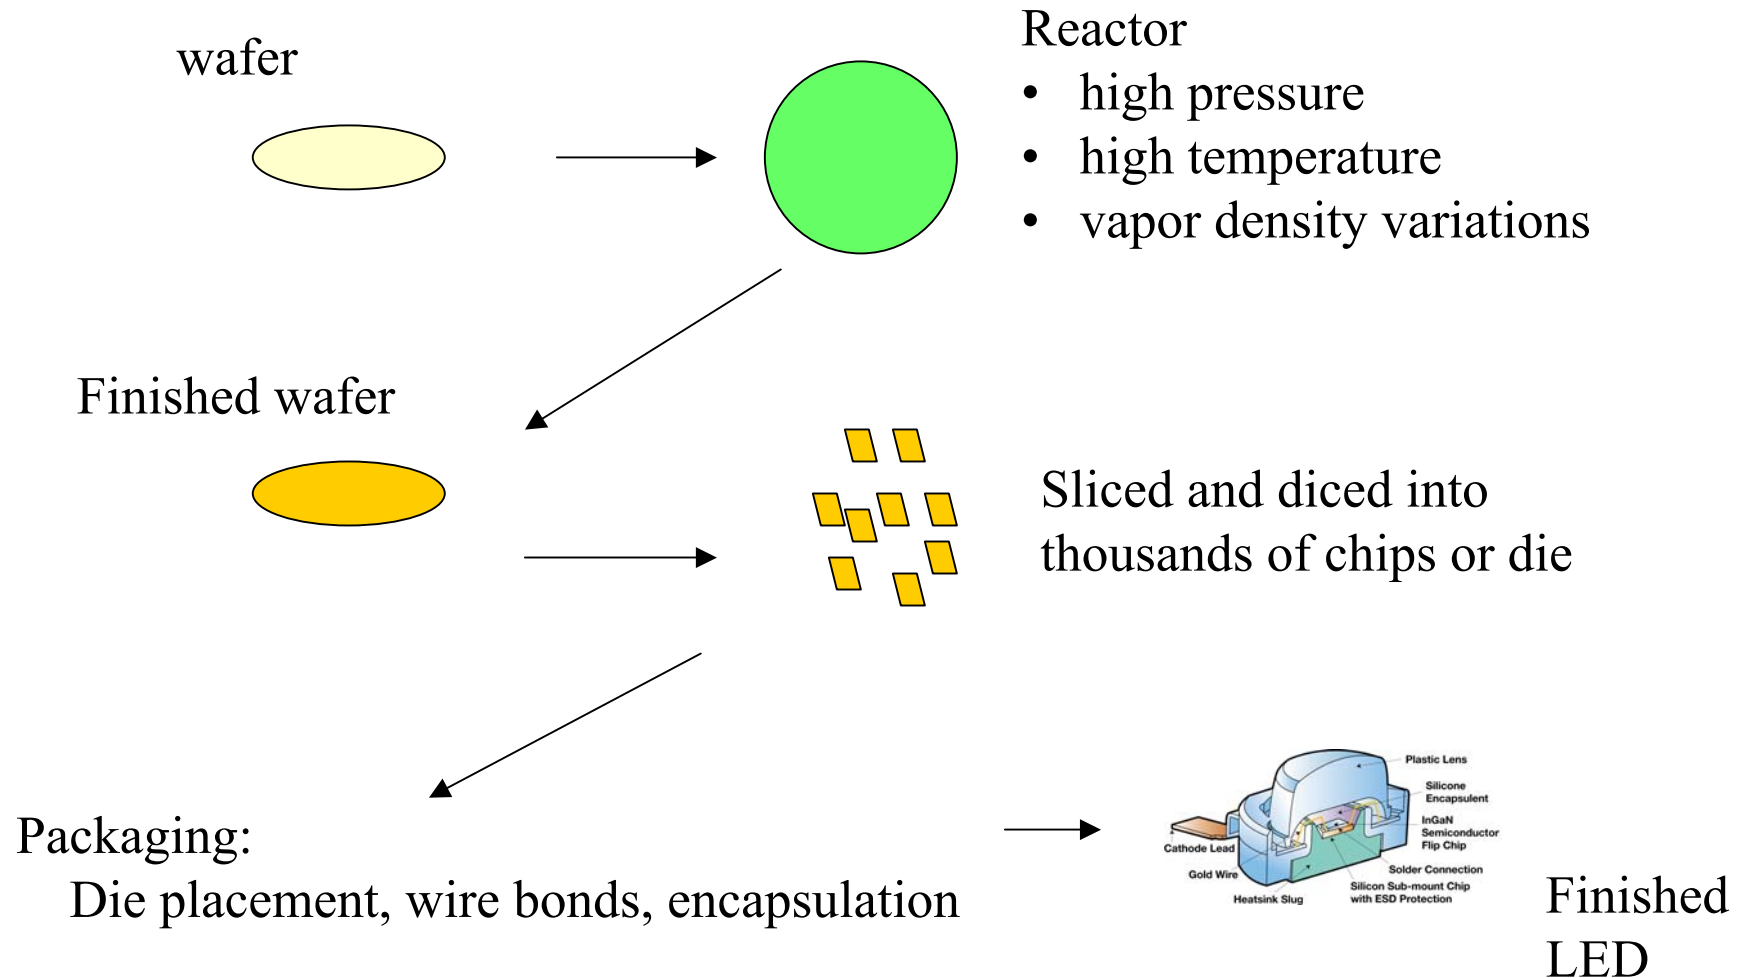 wafer
Reactor
• high pressure
• high temperature
• vapor density variations
Finished wafer
Sliced and diced into
thousands of chips or die
Packaging:
Die placement, wire bonds, encapsulation
Plastic Lens
Silicone
Encapsulent
InGaN
Semiconductor
Flip Chip
Solder Connection
Silicon Sub-mount Chip
with ESD Protection
Cathode Lead
Gold Wire
Heatsink Slug
Finished
LED